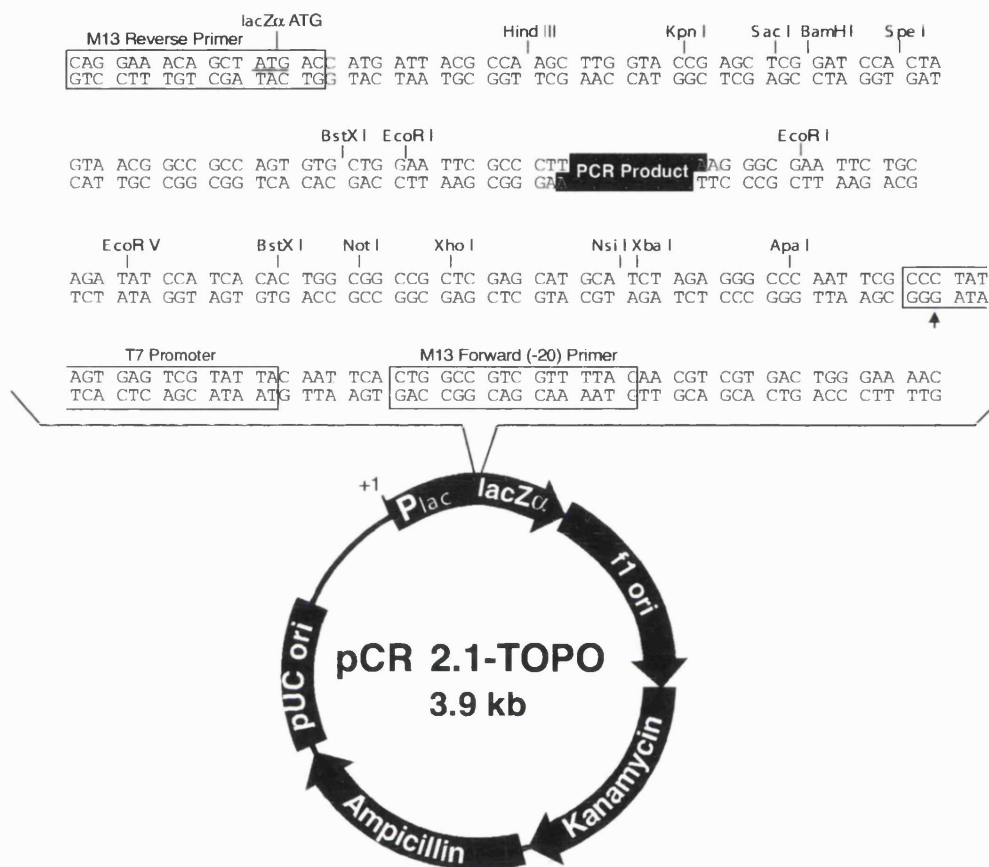 lacZα ATG
M13 Reverse Primer
Hind III Kpn I Sac I BamH I Spe I
CAG GAA ACA GCT ATG ACC ATG ATT ACG CCA AGC TTG GTA CCG AGC TCG GAT CCA CTA
GTC CTT TGT CGA TAC TGG TAC TAA TGC GGT TCG AAC CAT GGC TCG AGC CTA GGT GAT
BstX I EcoR I EcoR I
GTA ACG GCC GCC AGT GTG CTG GAA TTC GCC CTT PCR Product AAG GGC GAA TTC TGC
CAT TGC CGG CGG TCA CAC GAC CTT AAG CGG GAA TTC CCG CTT AAG ACG
EcoR V BstX I Not I Xho I Nsi I Xba I Apa I
AGA TAT CCA TCA CAC TGG CGG CCG CTC GAG CAT GCA TCT AGA GGG CCC AAT TCG CCC TAT
TCT ATA GGT AGT GTG ACC GCC GGC GAG CTC GTA CGT AGA TCT CCC GGG TTA AGC GGG ATA
T7 Promoter M13 Forward (-20) Primer
AGT GAG TCG TAT TAC AAT TCA CTG GCC GTC GTT TTA CAA CGT CGT GAC TGG GAA AAC
TCA CTC AGC ATA ATG TTA AGT GAC CGG CAG CAA AAT GTT GCA GCA CTG ACC CTT TTG
+1
Plac lacZα
f1 ori
pUC ori
pCR 2.1-TOPO
3.9 kb
Kanamycin
Ampicillin